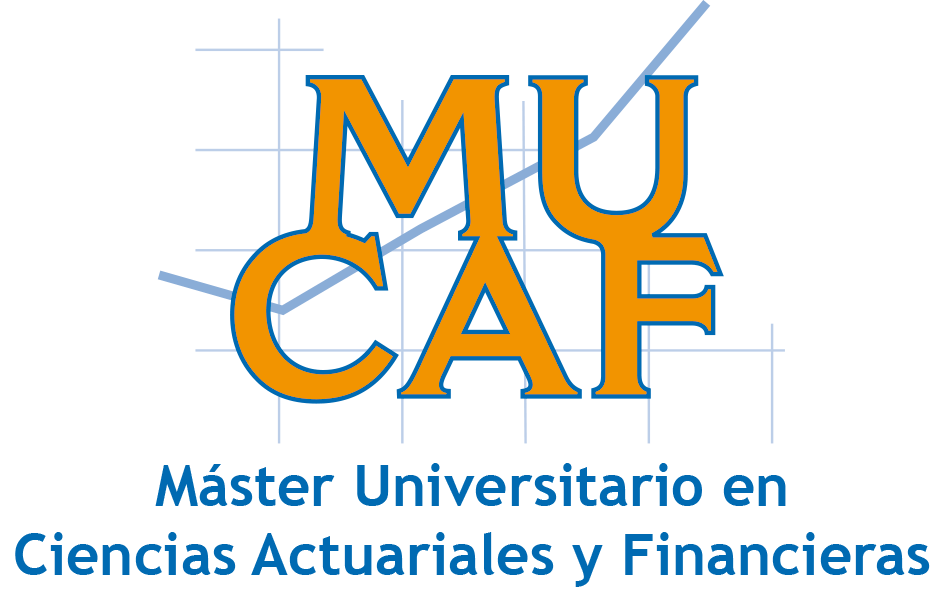 MU
CAF
Máster Universitario en
Ciencias Actuariales y Financieras